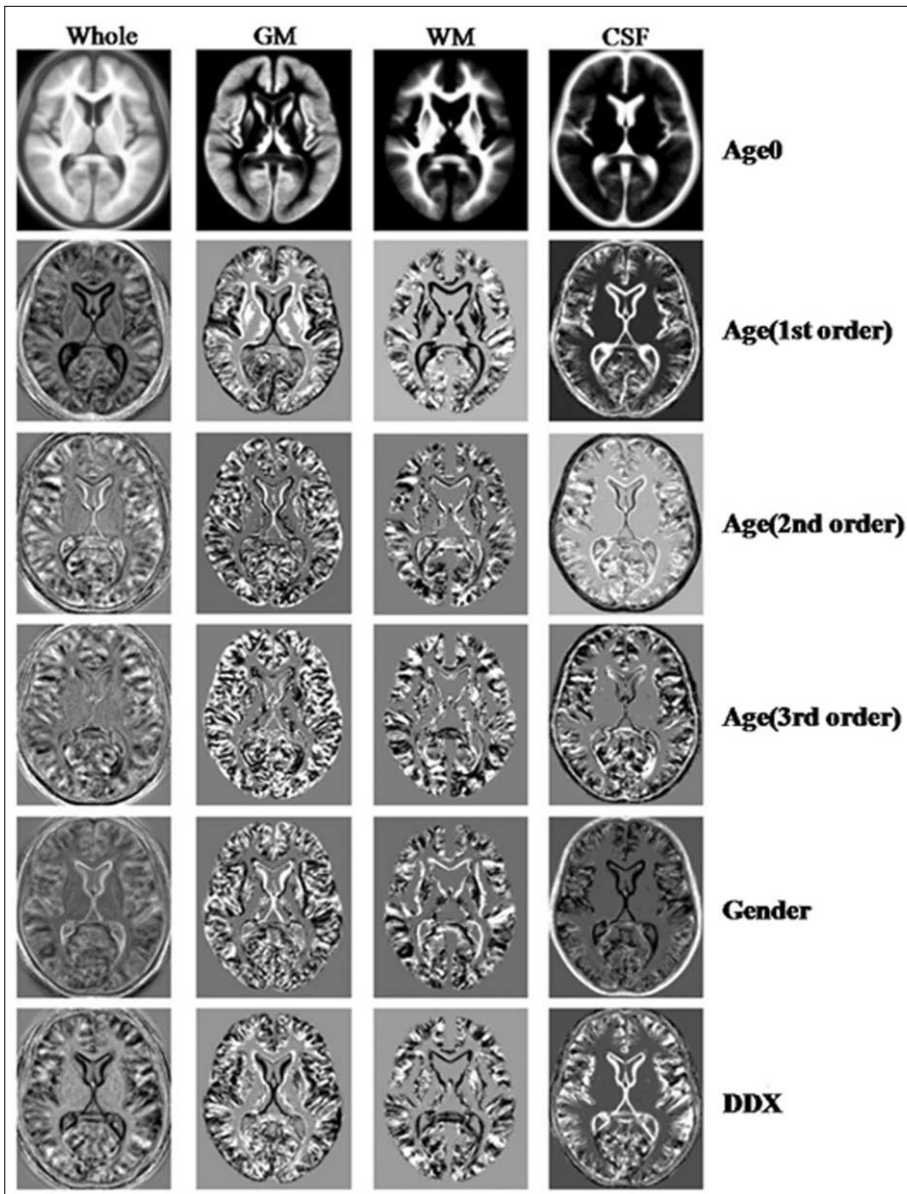 Whole GM WM CSF
Age0
Age(1st order)
Age(2nd order)
Age(3rd order)
Gender
DDX